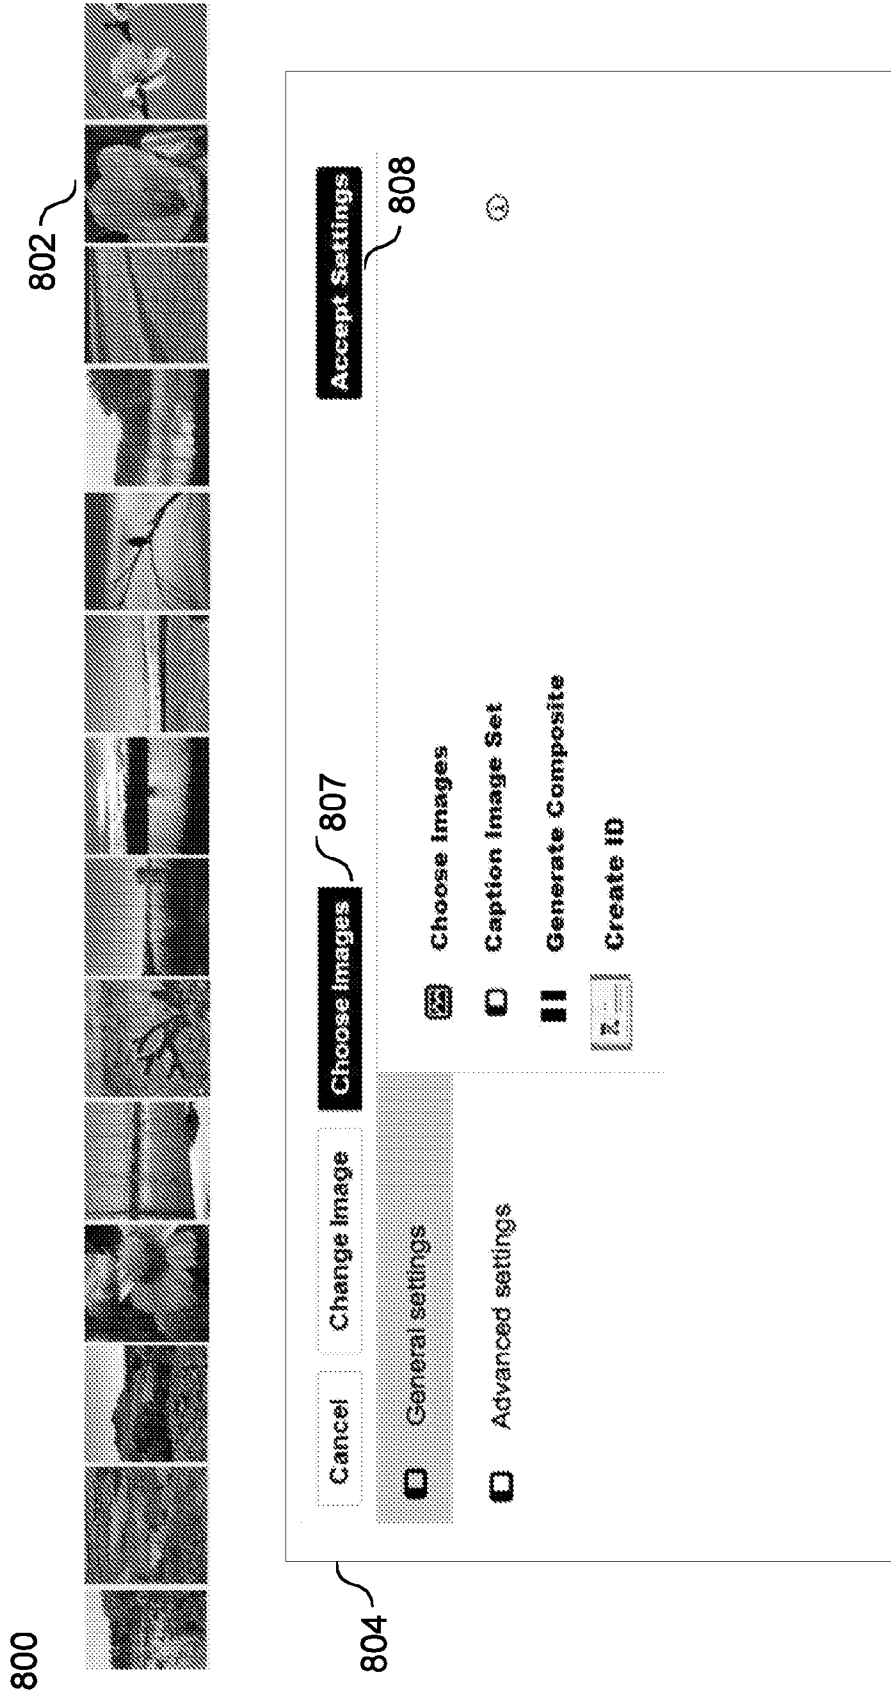 800
802
804
Cancel
Change Image
Choose Images
807
Accept Settings
808
General settings
Advanced settings
Choose Images
Caption Image Set
Generate Composite
Create ID